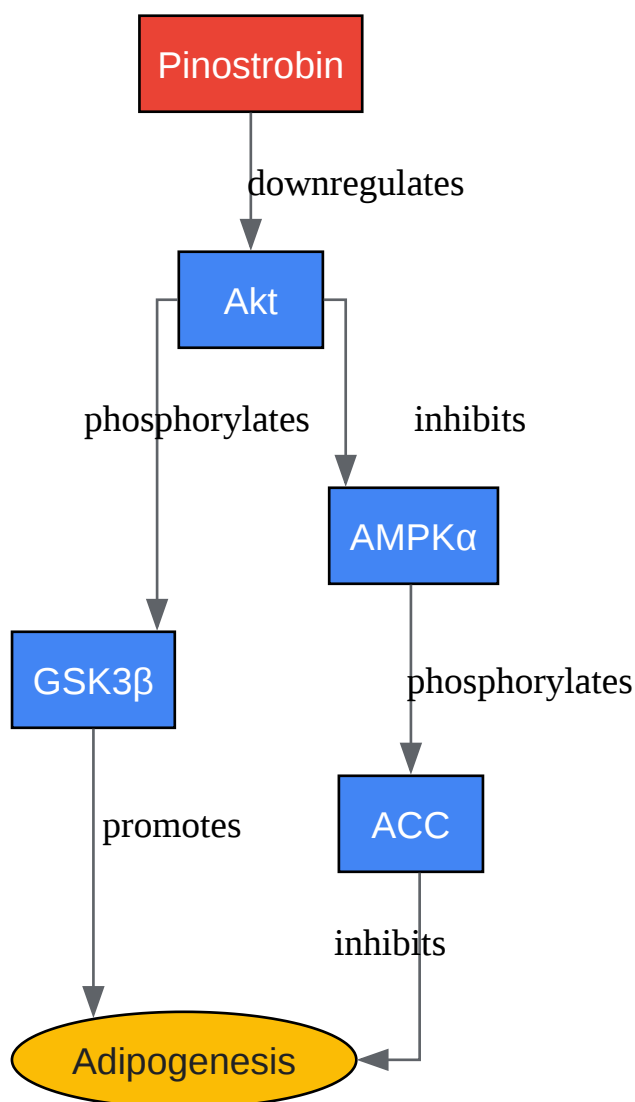 Pinostrobin
downregulates
Akt
phosphorylates
inhibits
AMPKα
GSK3β
phosphorylates
promotes
ACC
inhibits
Adipogenesis